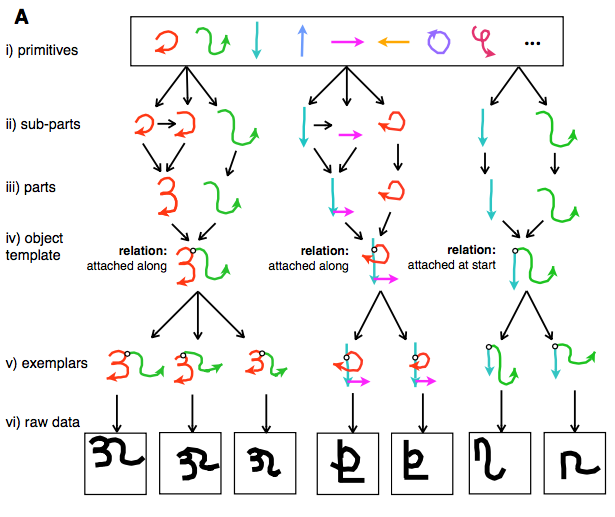 A
i) primitives
...
ii) sub-parts
iii) parts
iv) object
template
relation:
attached along
relation:
attached along
relation:
attached at start
v) exemplars
vi) raw data